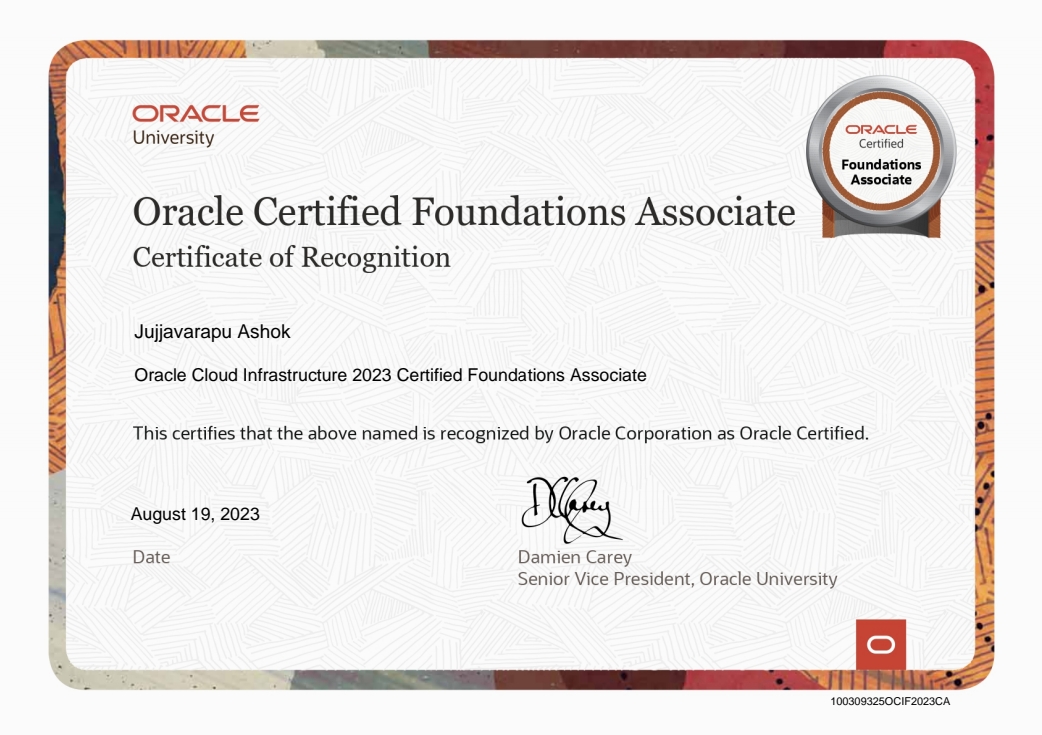 ORACLE
University
ORACLE
Certified
Foundations
Associate
Oracle Certified Foundations Associate
Certificate of Recognition
Jujjavarapu Ashok
Oracle Cloud Infrastructure 2023 Certified Foundations Associate
This certifies that the above named is recognized by Oracle Corporation as Oracle Certified.
DCarey
August 19, 2023
Date
Damien Carey
Senior Vice President, Oracle University
100309325OCIF2023CA